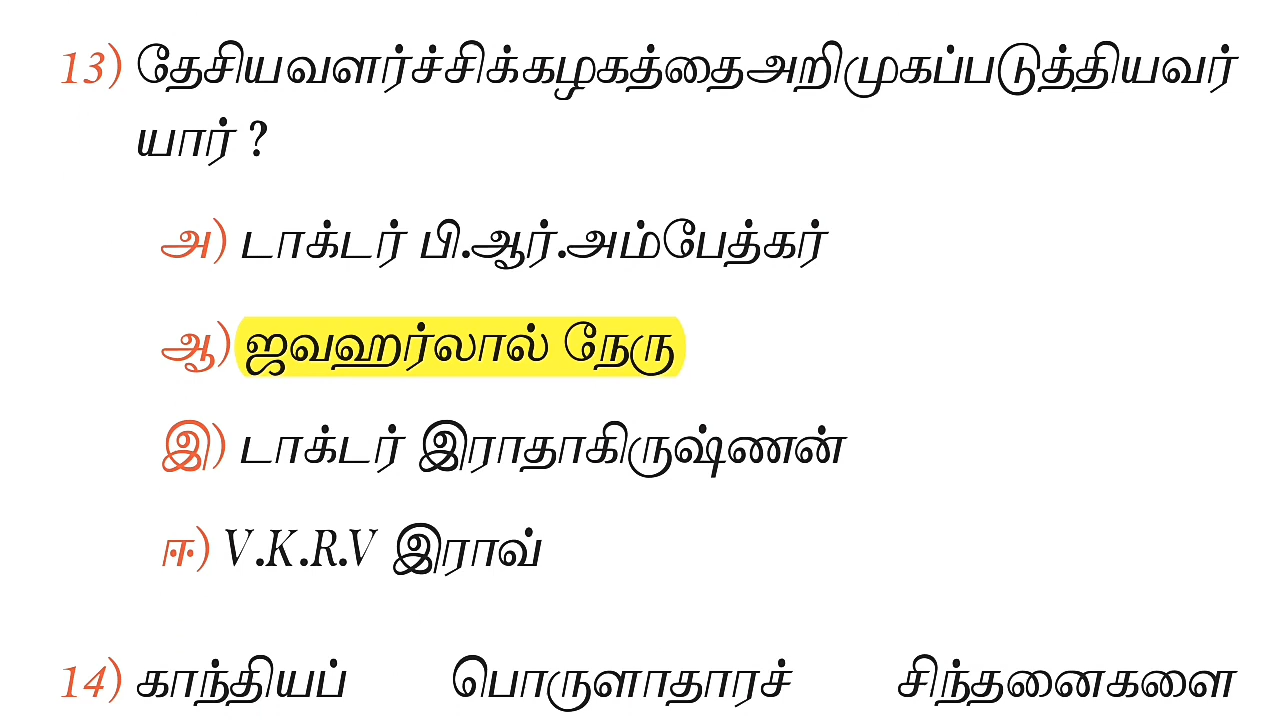 13) தேசியவளர்ச்சிக்கழகத்தைஅறிமுகப்படுத்தியவர்
யார் ?
அ) டாக்டர் பி.ஆர்.அம்பேத்கர்
ஆ) ஜவஹர்லால் நேரு
இ) டாக்டர் இராதாகிருஷ்ணன்
ஈ) V.K.R.V இராவ்
14) காந்தியப் பொருளாதாரச் சிந்தனைகளை